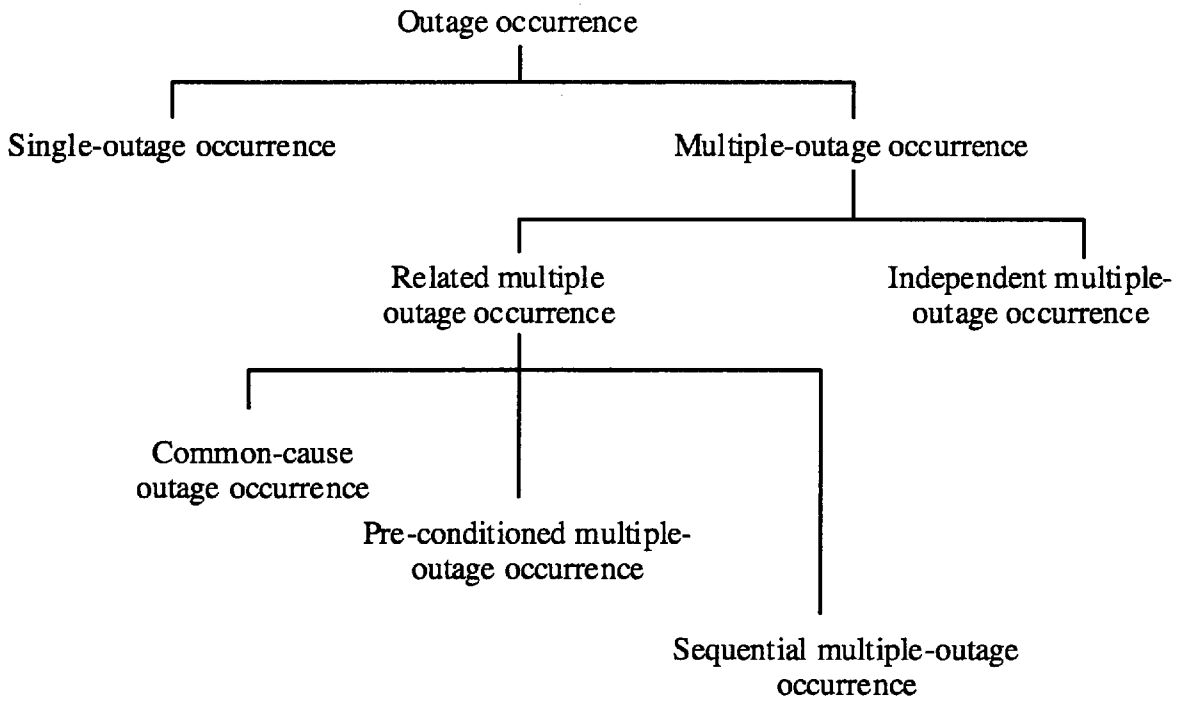 Outage occurrence
Single-outage occurrence
Multiple-outage occurrence
Related multiple
outage occurrence
Independent multiple-
outage occurrence
Common-cause
outage occurrence
Pre-conditioned multiple-
outage occurrence
Sequential multiple-outage
occurrence